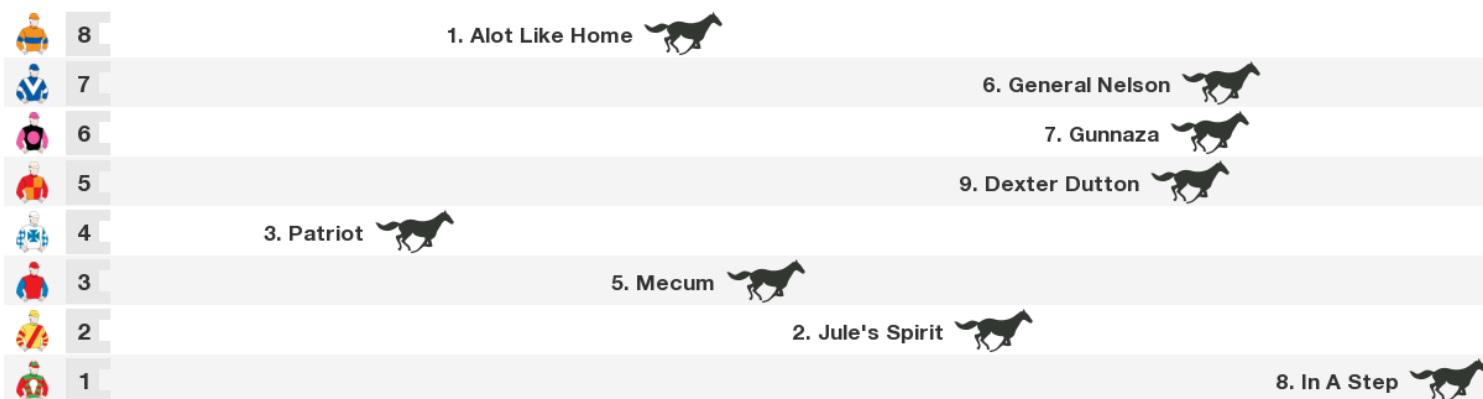 8 1. Alot Like Home
7 6. General Nelson
6 7. Gunnaza
5 9. Dexter Dutton
4 3. Patriot
3 5. Mecum
2 2. Jule's Spirit
1 8. In A Step